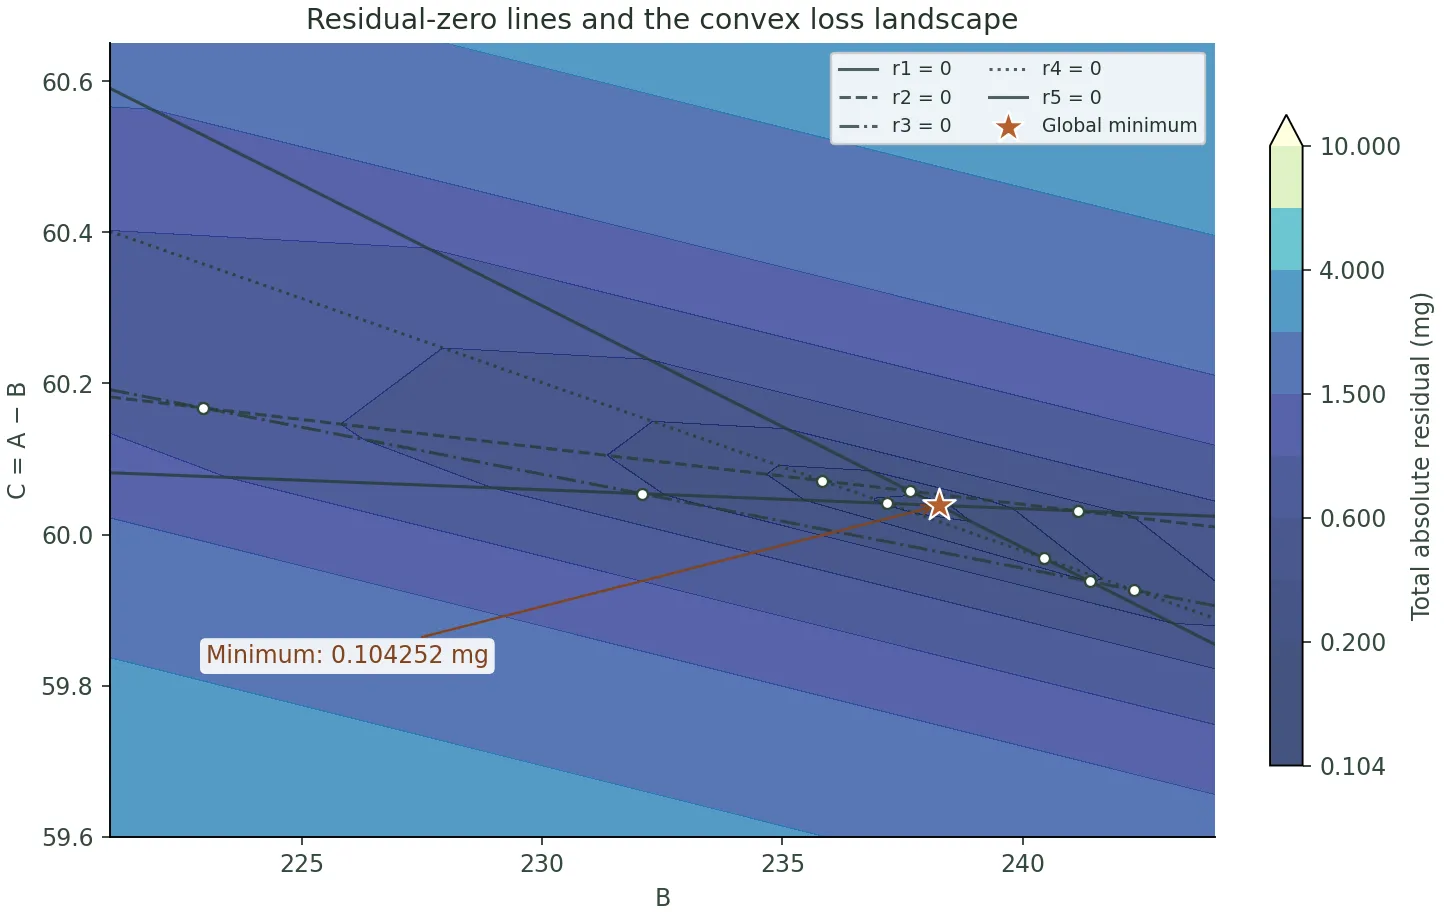 Residual-zero lines and the convex loss landscape
r1 = 0
r2 = 0
r3 = 0
r4 = 0
r5 = 0
Global minimum
60.6
60.4
60.2
60.0
59.8
59.6
C = A − B
Minimum: 0.104252 mg
225
230
235
240
B
10.000
4.000
1.500
0.600
0.200
0.104
Total absolute residual (mg)